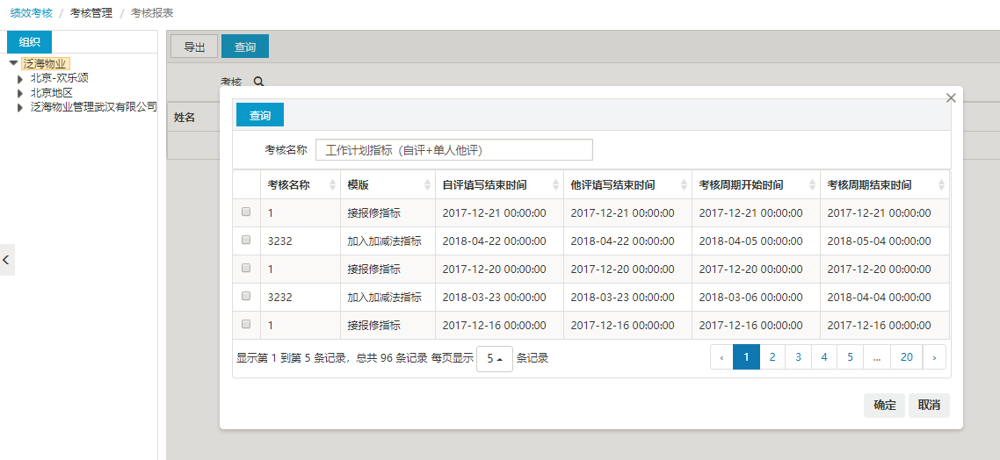 绩效考核 / 考核管理 / 考核报表
组织
泛海物业
北京-欢乐颂
北京地区
泛海物业管理武汉有限公司
导出 查询
考核
姓名
×
查询
考核名称 工作计划指标（自评+单人他评）
考核名称 模版 自评填写结束时间 他评填写结束时间 考核周期开始时间 考核周期结束时间
1 接报修指标 2017-12-21 00:00:00 2017-12-21 00:00:00 2017-12-21 00:00:00 2017-12-21 00:00:00
3232 加入加减法指标 2018-04-22 00:00:00 2018-04-22 00:00:00 2018-04-05 00:00:00 2018-05-04 00:00:00
1 接报修指标 2017-12-20 00:00:00 2017-12-20 00:00:00 2017-12-20 00:00:00 2017-12-20 00:00:00
3232 加入加减法指标 2018-03-23 00:00:00 2018-03-23 00:00:00 2018-03-06 00:00:00 2018-04-04 00:00:00
1 接报修指标 2017-12-16 00:00:00 2017-12-16 00:00:00 2017-12-16 00:00:00 2017-12-16 00:00:00
显示第 1 到第 5 条记录，总共 96 条记录 每页显示 5 条记录 ‹ 1 2 3 4 5 ... 20 ›
确定 取消